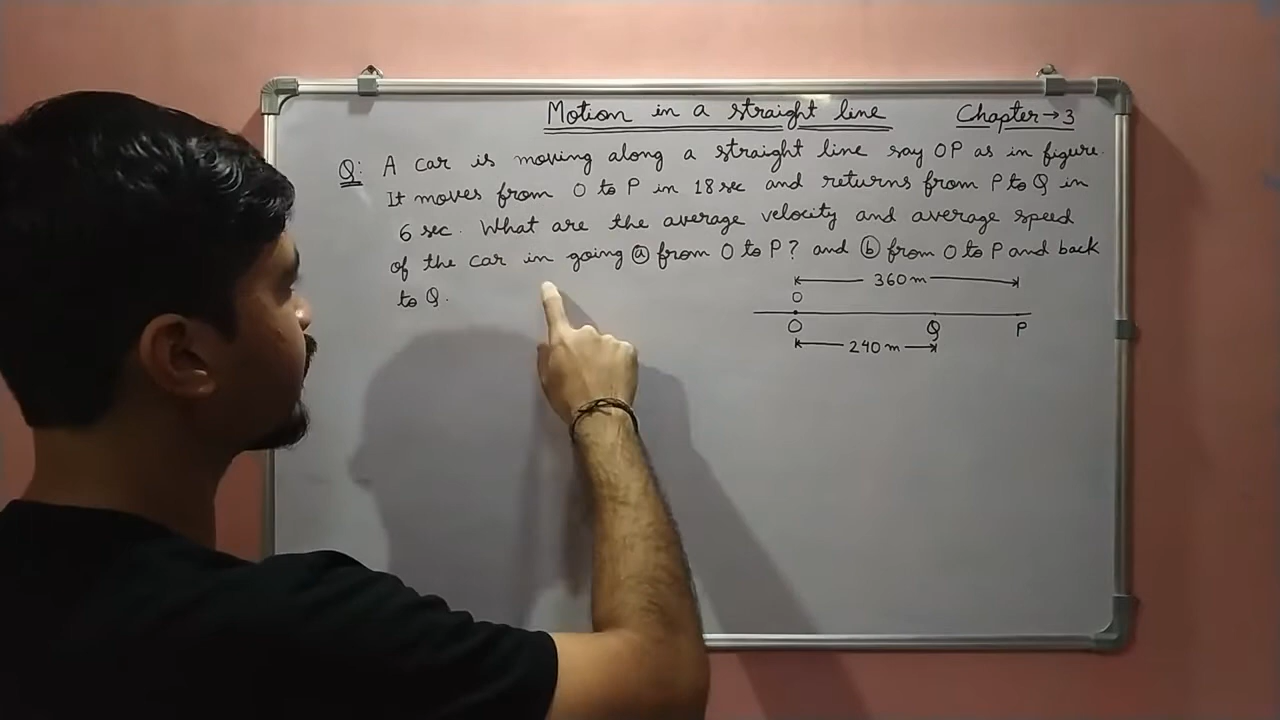 Motion in a straight line Chapter→3
Q: A car is moving along a straight line say OP as in figure.
It moves from O to P in 18 sec and returns from P to Q in
6 sec. What are the average velocity and average speed
of the car in going ⓐ from O to P? and ⓑ from O to P and back
to Q.
360 m
O
O Q P
240 m